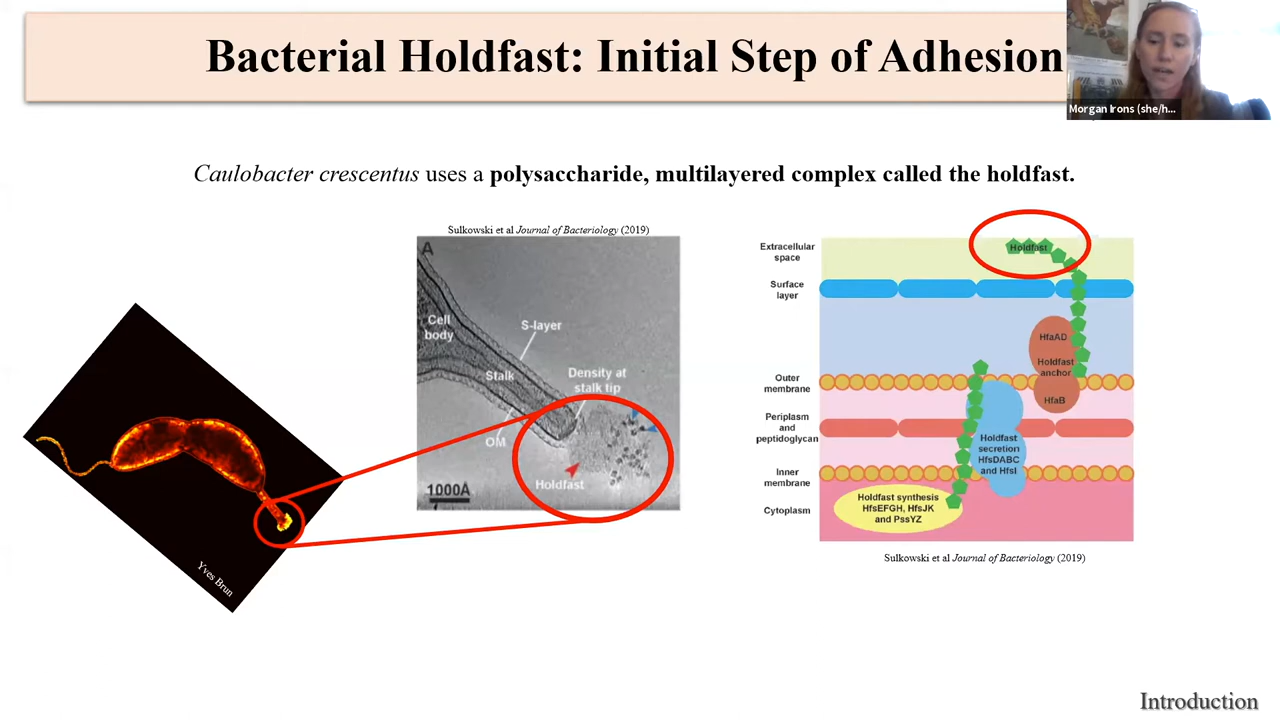 Bacterial Holdfast: Initial Step of Adhesion
Morgan Irons (she/h...
Caulobacter crescentus uses a polysaccharide, multilayered complex called the holdfast.
Sulkowski et al Journal of Bacteriology (2019)
A
Cell
body
S-layer
Stalk
Density at
stalk tip
OM
Holdfast
1000Å
Yves Brun
Extracellular
space
Holdfast
Surface
layer
HfaAD
Holdfast
anchor
HfaB
Outer
membrane
Periplasm
and
peptidoglycan
Holdfast
secretion
HfsDABC
and HfsI
Inner
membrane
Holdfast synthesis
HfsEFGH, HfsJK
and PssYZ
Cytoplasm
Sulkowski et al Journal of Bacteriology (2019)
Introduction